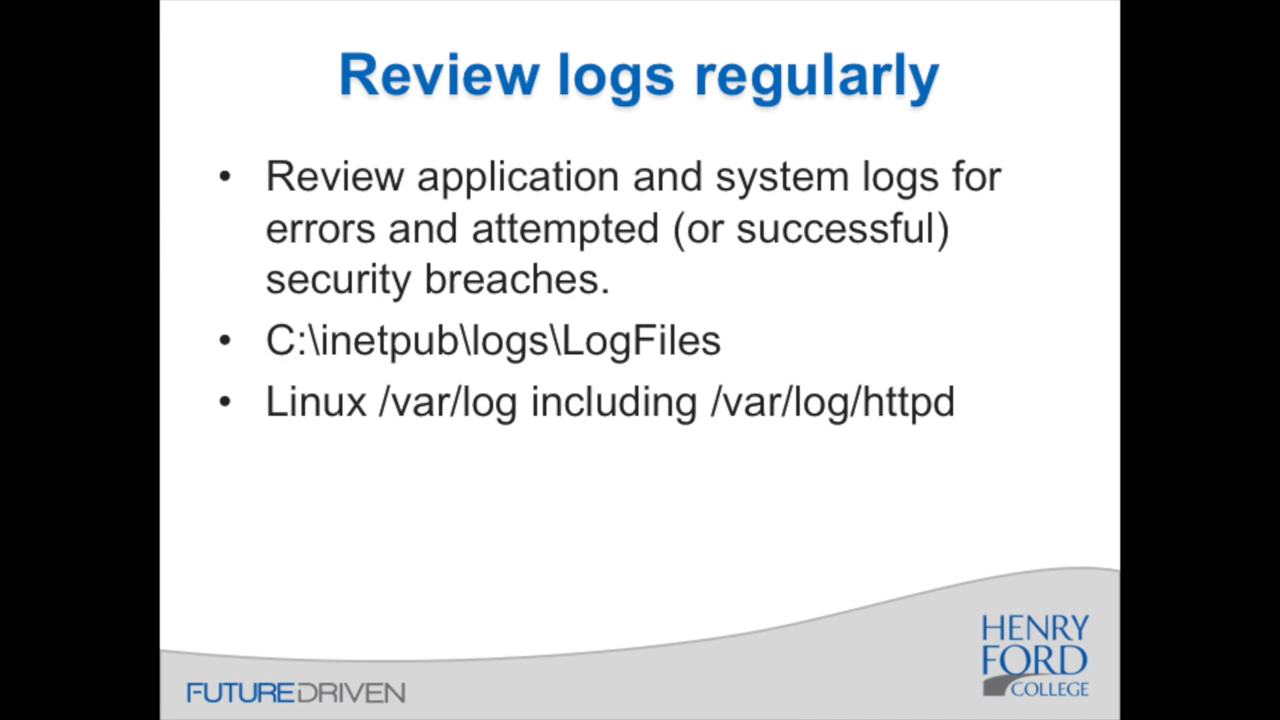 Review logs regularly
• Review application and system logs for
errors and attempted (or successful)
security breaches.
• C:\inetpub\logs\LogFiles
• Linux /var/log including /var/log/httpd
FUTUREDRIVEN
HENRY
FORD
COLLEGE